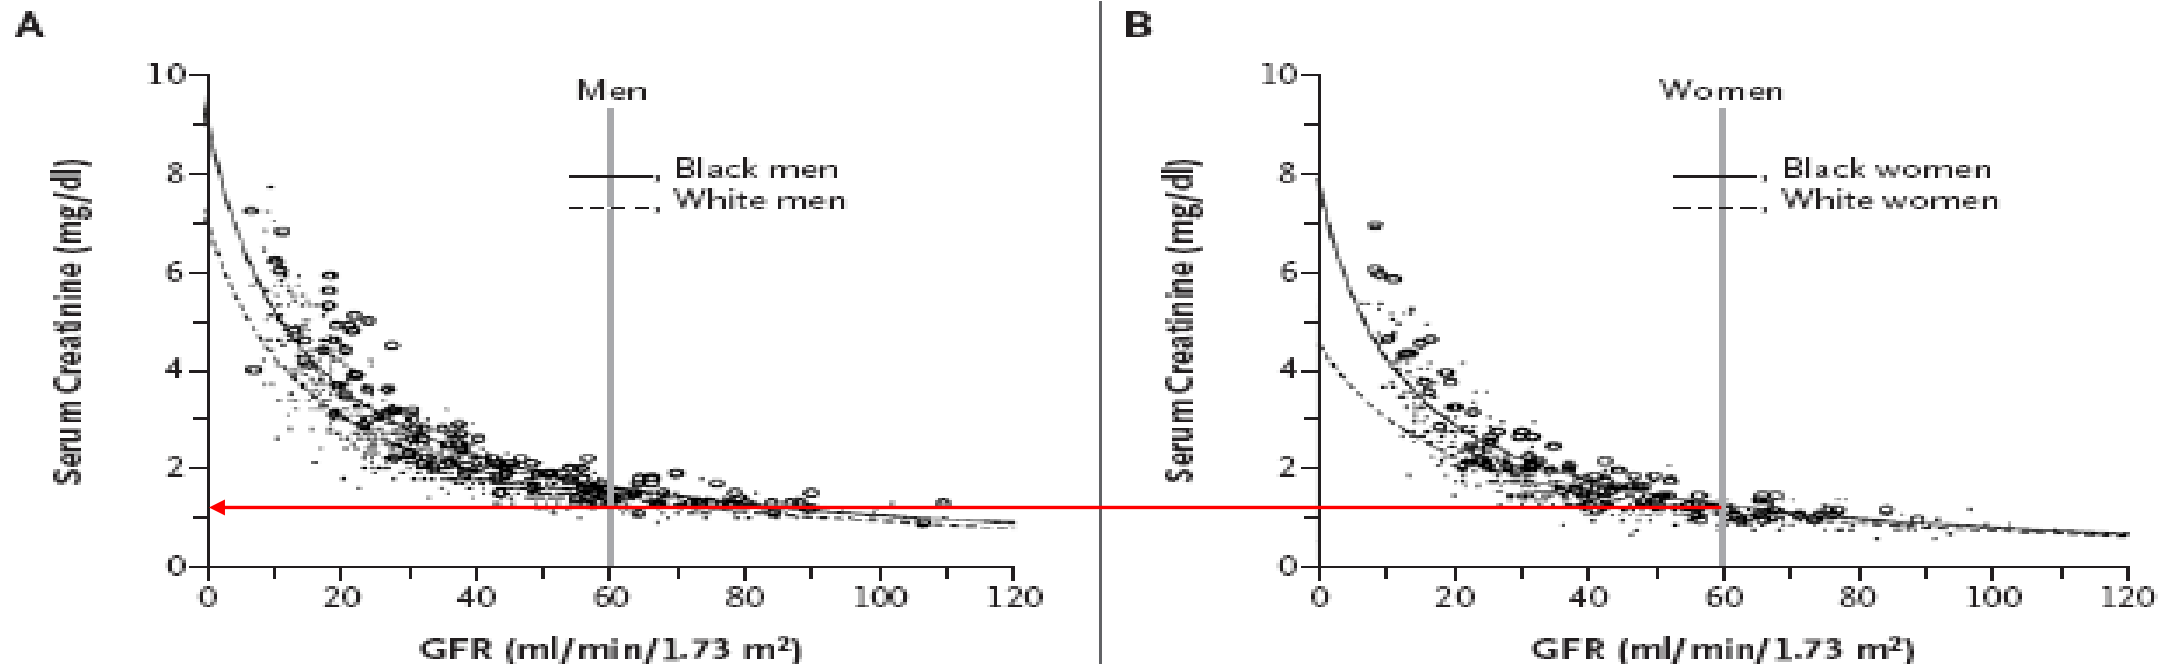 A
10
8
6
4
2
0
0 20 40 60 80 100 120
Serum Creatinine (mg/dl)
Men
Black men
White men
GFR (ml/min/1.73 m²)
B
10
8
6
4
2
0
0 20 40 60 80 100 120
Serum Creatinine (mg/dl)
Women
Black women
White women
GFR (ml/min/1.73 m²)